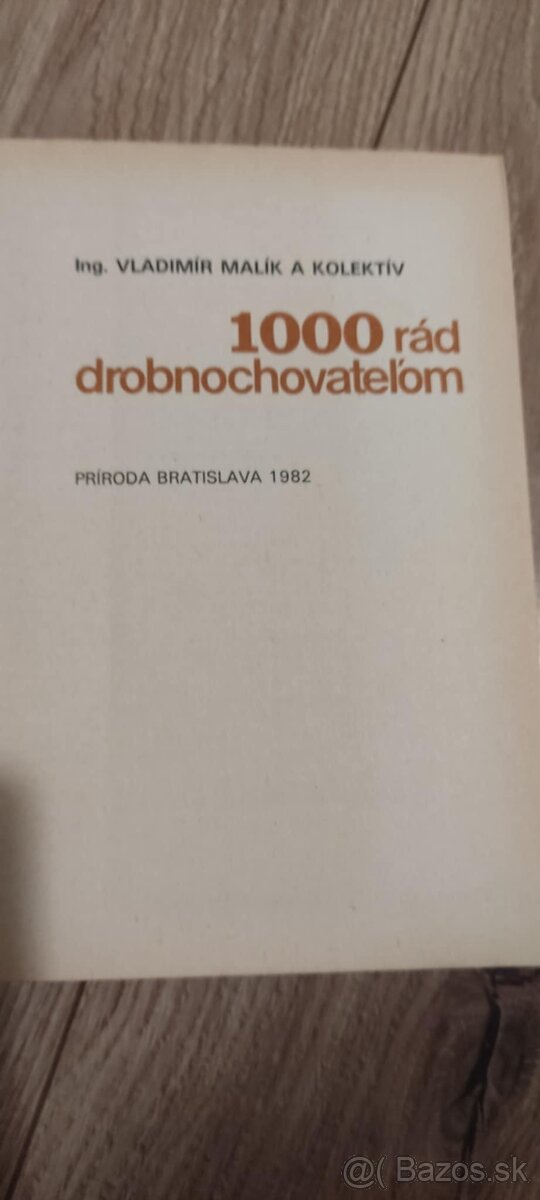 Ing. VLADIMÍR MALÍK A KOLEKTÍV
1000 rád
drobnochovateľom
PRÍRODA BRATISLAVA 1982
@( Bazos.sk